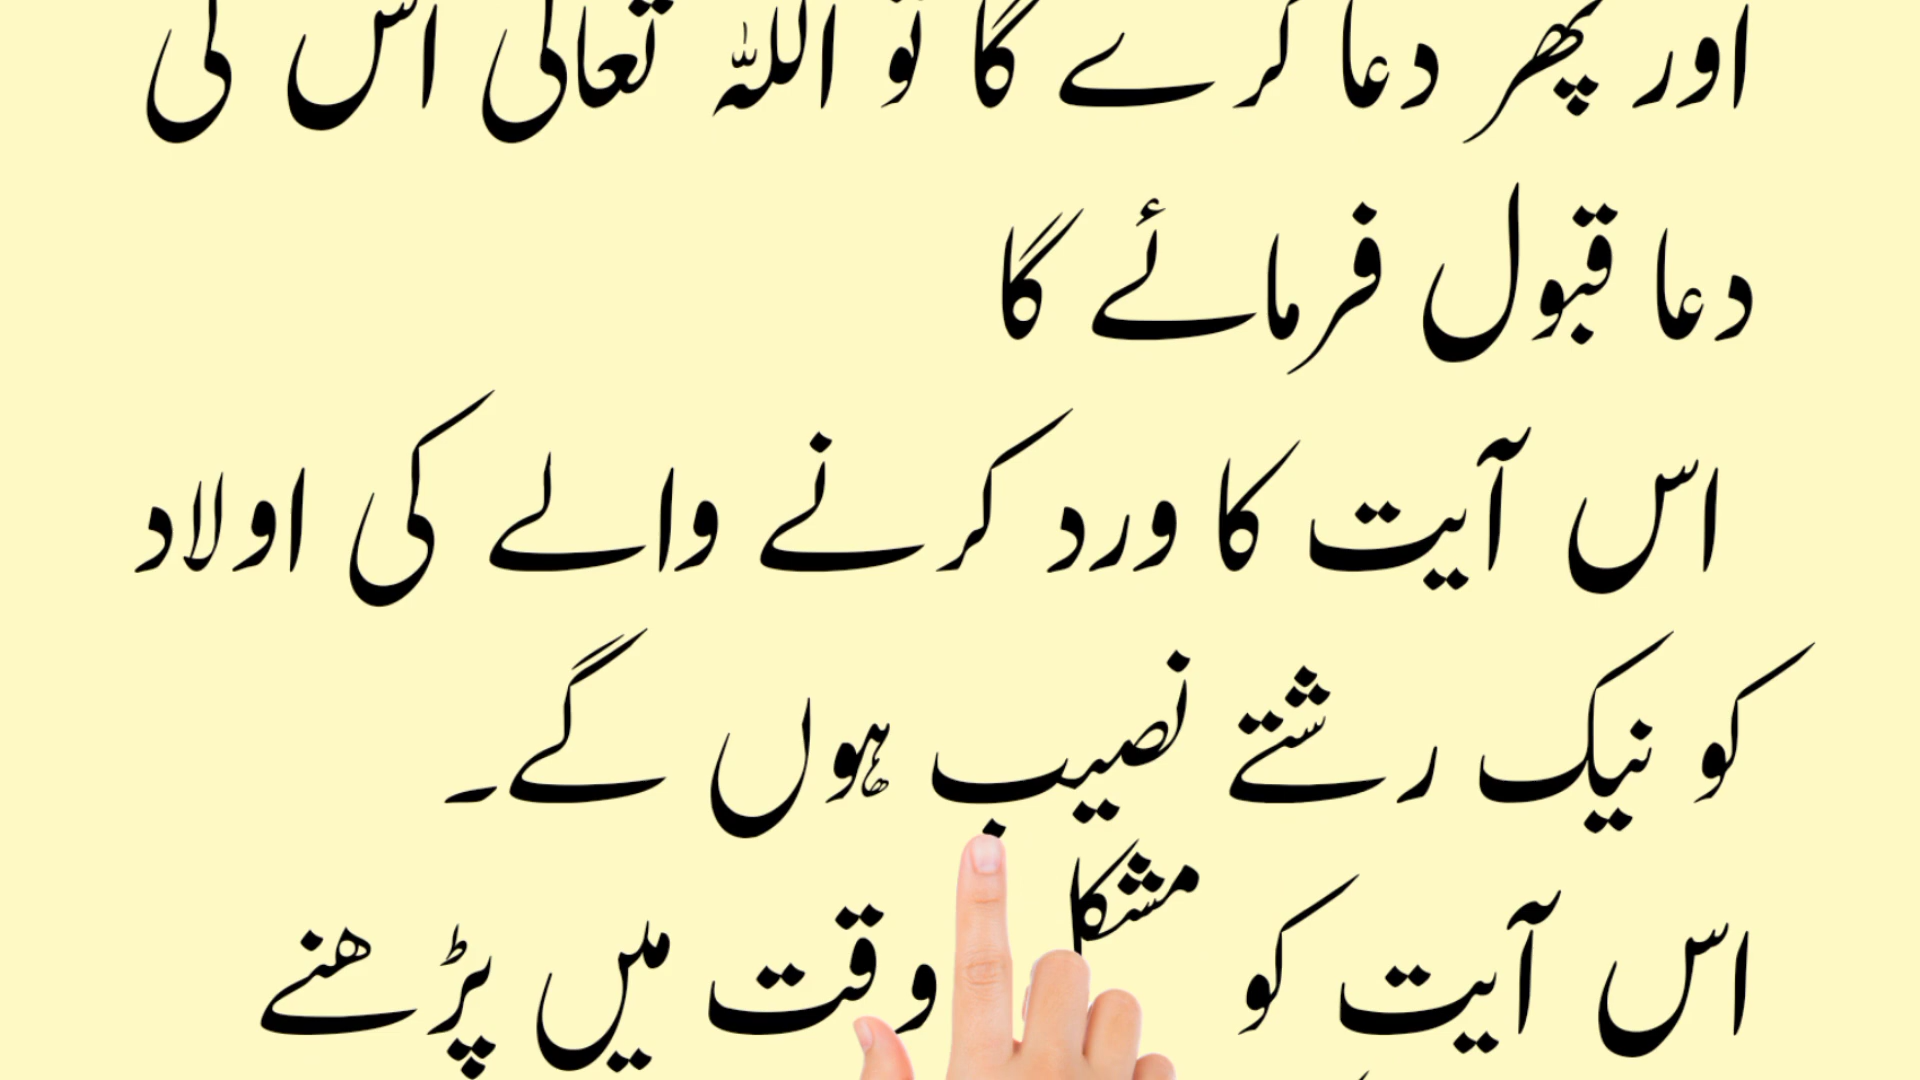 اور پھر دعا کرے گا تو اللہ تعالیٰ اس کی
دعا قبول فرمائے گا
اس آیت کا ورد کرنے والے کی اولاد
کو نیک رشتے نصیب ہوں گے۔
اس آیت کو مشکل وقت میں پڑھنے